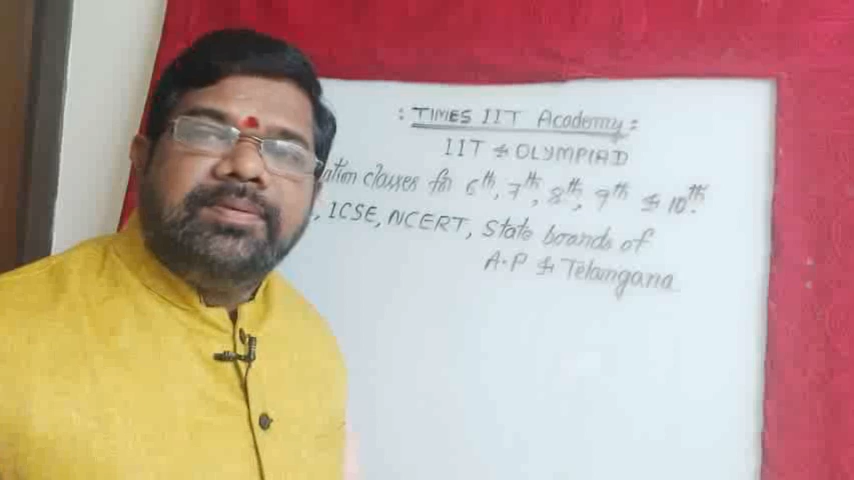 : TIMES IIT Academy :
IIT & OLYMPIAD
ation classes for 6th, 7th, 8th, 9th & 10th.
, ICSE, NCERT, State boards of
A.P & Telangana